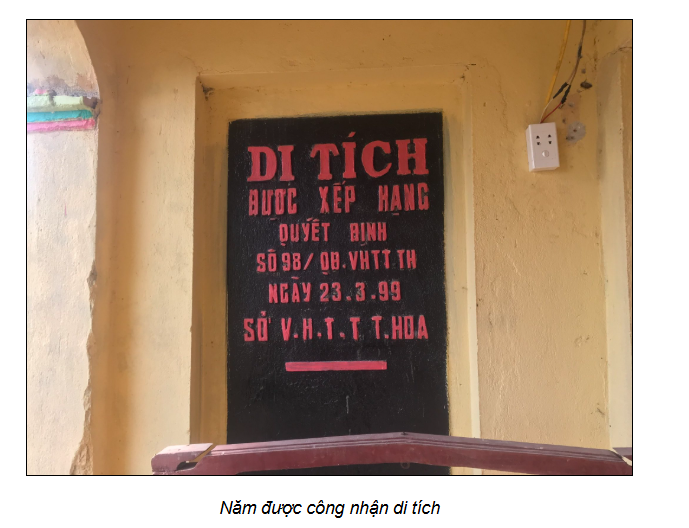 DI TÍCH
ĐƯỢC XẾP HẠNG
QUYẾT ĐỊNH
SỐ 98/ QĐ.VHTT TH
NGÀY 23.3.99
SỞ V.H.T.T T.HOA
Năm được công nhận di tích